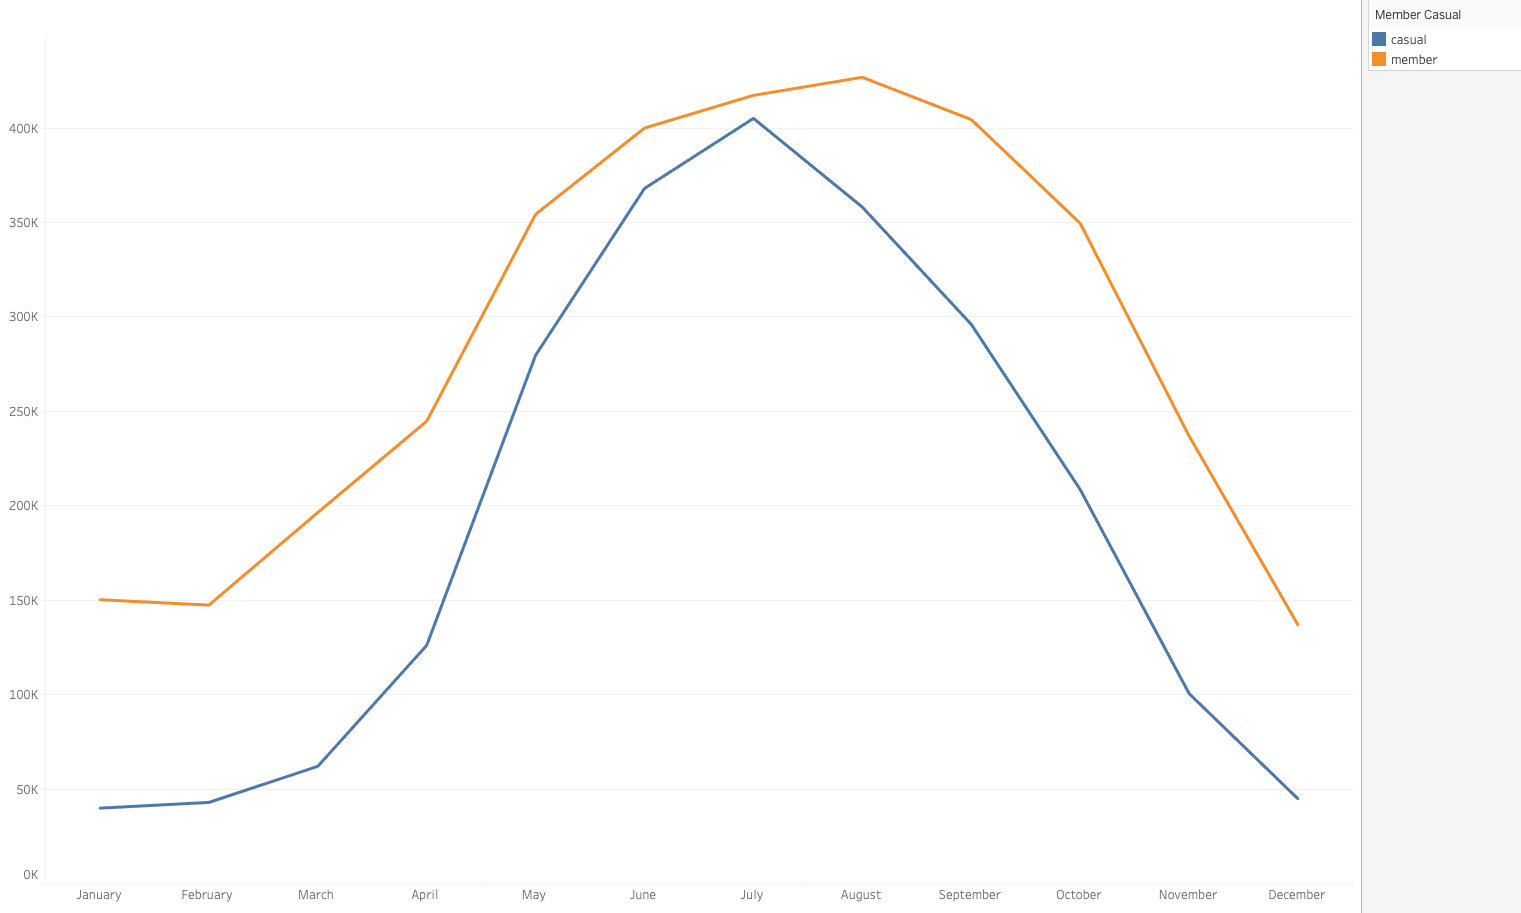 Member Casual
casual
member
400K
350K
300K
250K
200K
150K
100K
50K
0K
January February March April May June July August September October November December